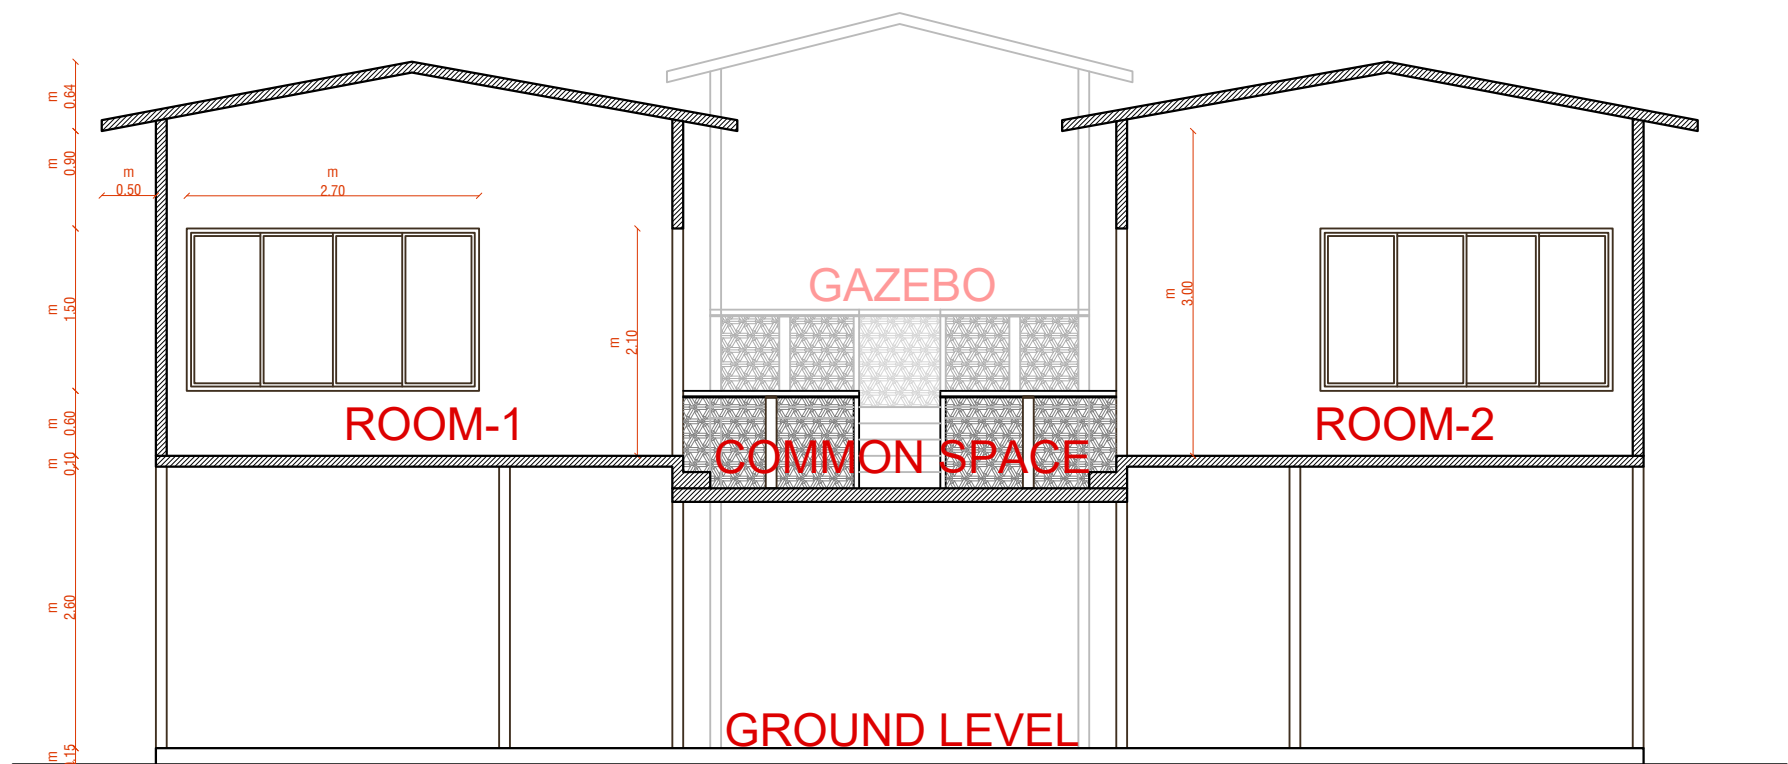 m
0.64
m
0.90
m
0.50
m
2.70
m
1.50
m
2.10
m
3.00
GAZEBO
m
0.60
m
0.10
ROOM-1
COMMON SPACE
ROOM-2
m
2.60
GROUND LEVEL
m